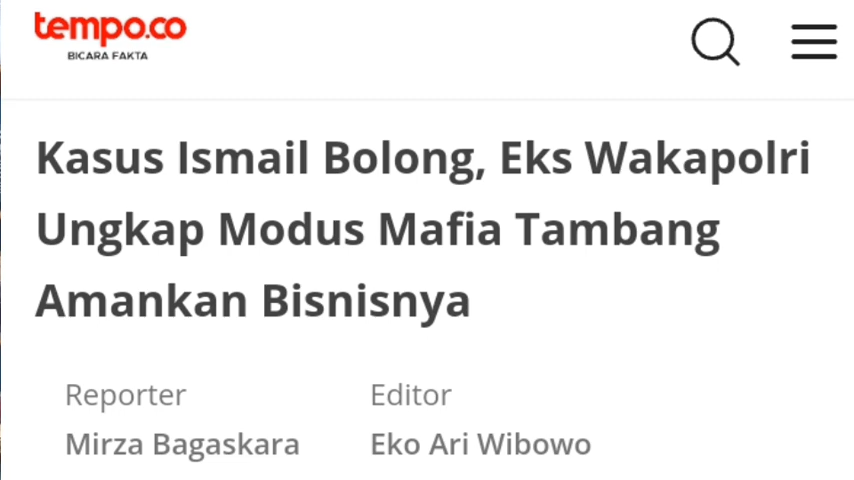 tempo.co
BICARA FAKTA
Kasus Ismail Bolong, Eks Wakapolri
Ungkap Modus Mafia Tambang
Amankan Bisnisnya
Reporter Editor
Mirza Bagaskara Eko Ari Wibowo